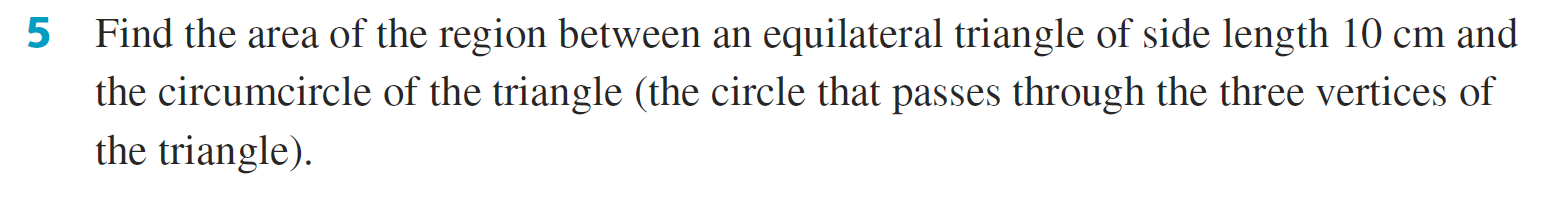 5 Find the area of the region between an equilateral triangle of side length 10 cm and
the circumcircle of the triangle (the circle that passes through the three vertices of
the triangle).